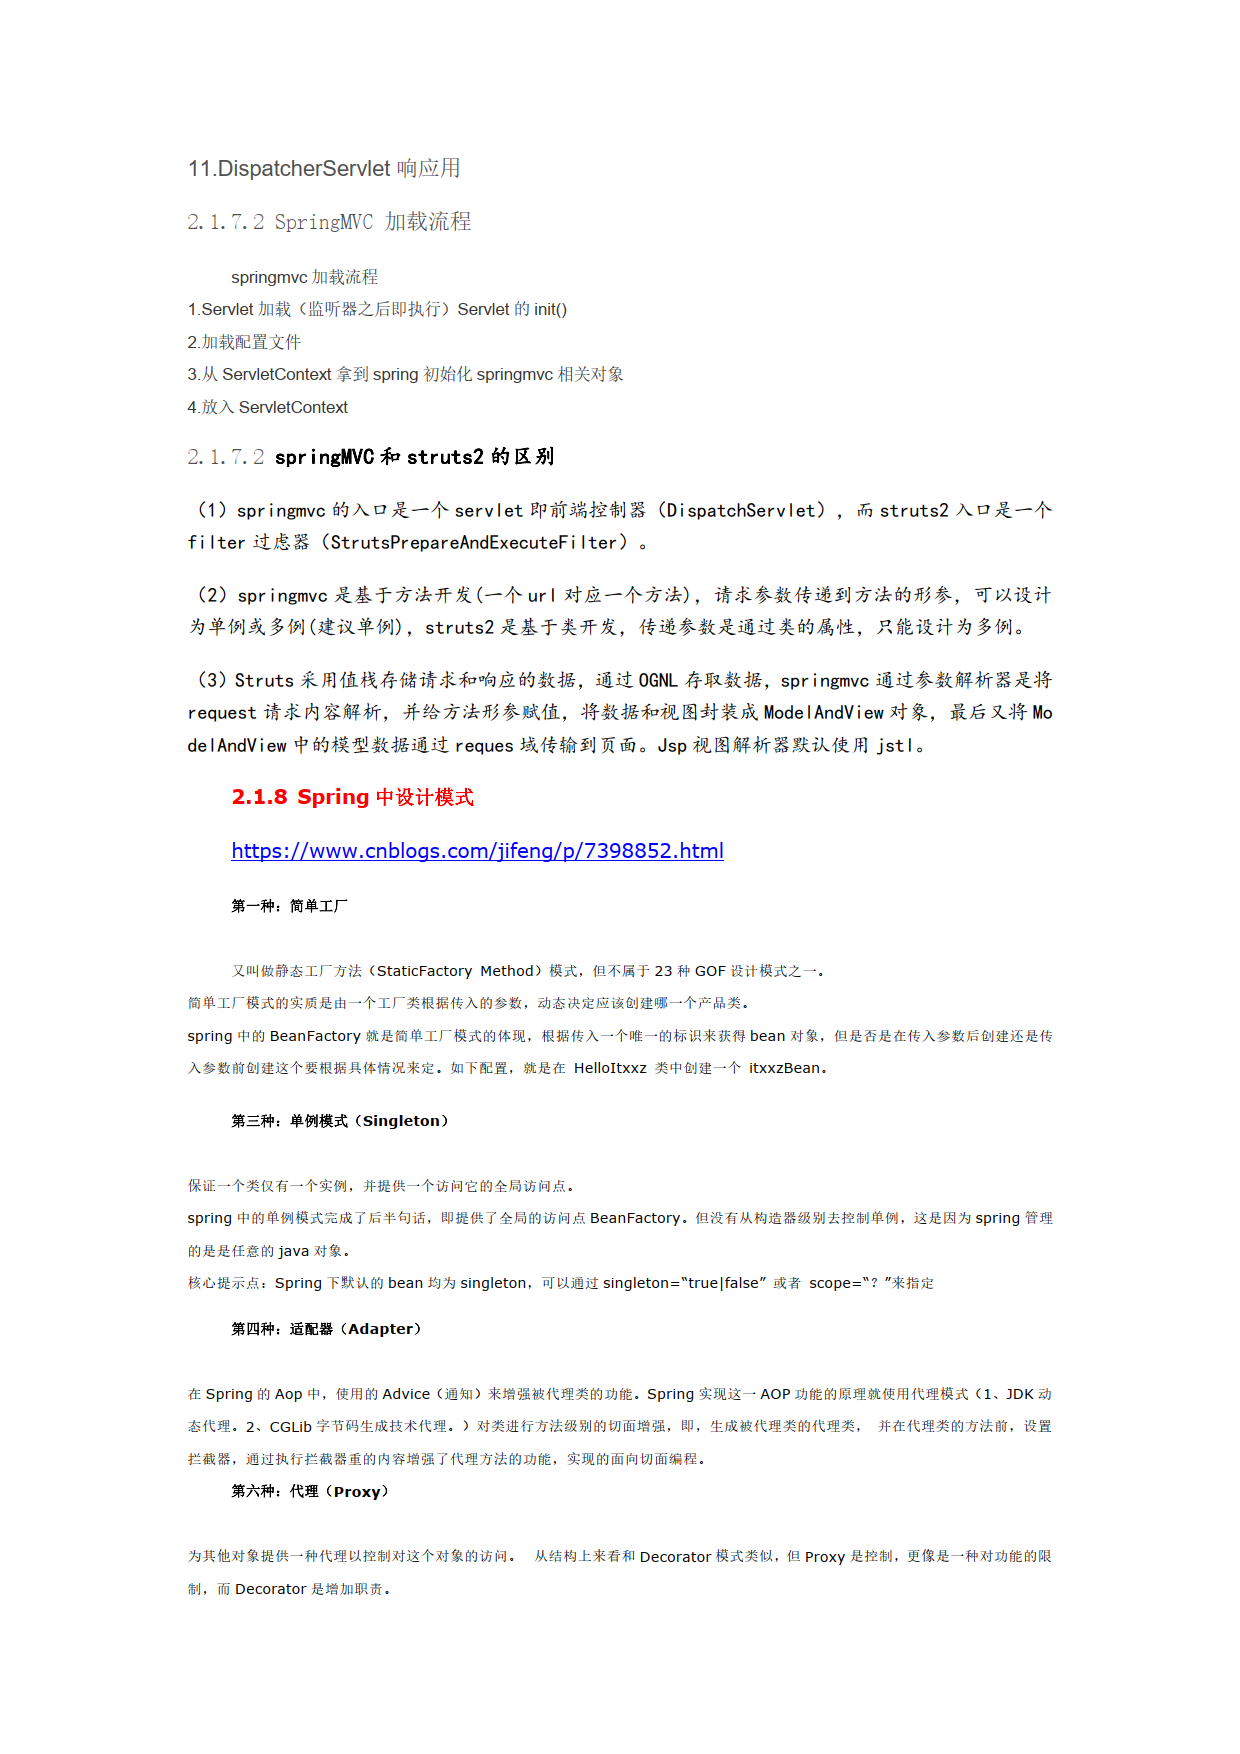 11.DispatcherServlet 响应用
2.1.7.2 SpringMVC 加载流程
springmvc 加载流程
1.Servlet 加载（监听器之后即执行）Servlet 的 init()
2.加载配置文件
3.从 ServletContext 拿到 spring 初始化 springmvc 相关对象
4.放入 ServletContext
2.1.7.2 springMVC 和 struts2 的区别
（1）springmvc 的入口是一个 servlet 即前端控制器（DispatchServlet），而 struts2 入口是一个
filter 过虑器（StrutsPrepareAndExecuteFilter）。
（2）springmvc 是基于方法开发(一个 url 对应一个方法)，请求参数传递到方法的形参，可以设计
为单例或多例(建议单例)，struts2 是基于类开发，传递参数是通过类的属性，只能设计为多例。
（3）Struts 采用值栈存储请求和响应的数据，通过 OGNL 存取数据，springmvc 通过参数解析器是将
request 请求内容解析，并给方法形参赋值，将数据和视图封装成 ModelAndView 对象，最后又将 Mo
delAndView 中的模型数据通过 reques 域传输到页面。Jsp 视图解析器默认使用 jstl。
2.1.8 Spring 中设计模式
https://www.cnblogs.com/jifeng/p/7398852.html
第一种：简单工厂
又叫做静态工厂方法（StaticFactory Method）模式，但不属于 23 种 GOF 设计模式之一。
简单工厂模式的实质是由一个工厂类根据传入的参数，动态决定应该创建哪一个产品类。
spring 中的 BeanFactory 就是简单工厂模式的体现，根据传入一个唯一的标识来获得 bean 对象，但是否是在传入参数后创建还是传
入参数前创建这个要根据具体情况来定。如下配置，就是在 HelloItxxz 类中创建一个 itxxzBean。
第三种：单例模式（Singleton）
保证一个类仅有一个实例，并提供一个访问它的全局访问点。
spring 中的单例模式完成了后半句话，即提供了全局的访问点 BeanFactory。但没有从构造器级别去控制单例，这是因为 spring 管理
的是是任意的 java 对象。
核心提示点：Spring 下默认的 bean 均为 singleton，可以通过 singleton=“true|false” 或者 scope=“？”来指定
第四种：适配器（Adapter）
在 Spring 的 Aop 中，使用的 Advice（通知）来增强被代理类的功能。Spring 实现这一 AOP 功能的原理就使用代理模式（1、JDK 动
态代理。2、CGLib 字节码生成技术代理。）对类进行方法级别的切面增强，即，生成被代理类的代理类， 并在代理类的方法前，设置
拦截器，通过执行拦截器重的内容增强了代理方法的功能，实现的面向切面编程。
第六种：代理（Proxy）
为其他对象提供一种代理以控制对这个对象的访问。 从结构上来看和 Decorator 模式类似，但 Proxy 是控制，更像是一种对功能的限
制，而 Decorator 是增加职责。